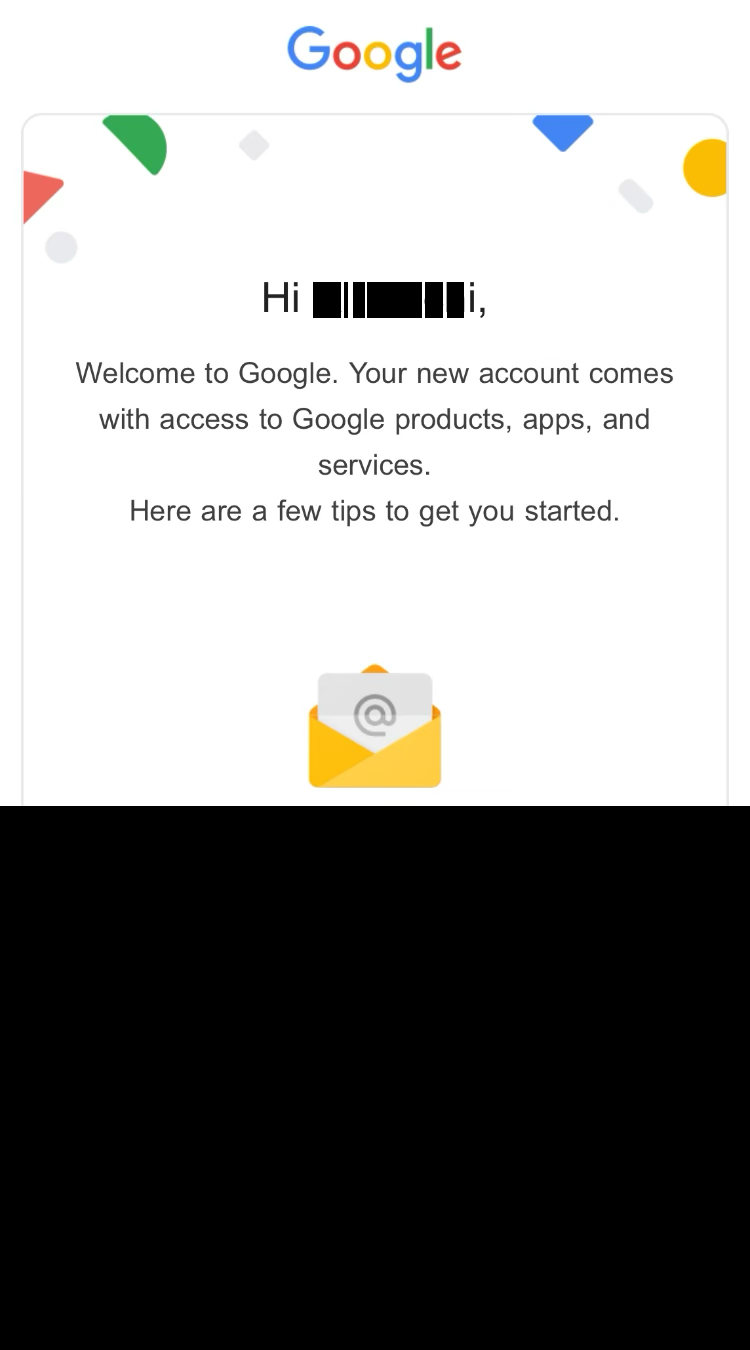 Google
Hi
Welcome to Google. Your new account comes
with access to Google products, apps, and
services.
Here are a few tips to get you started.
@